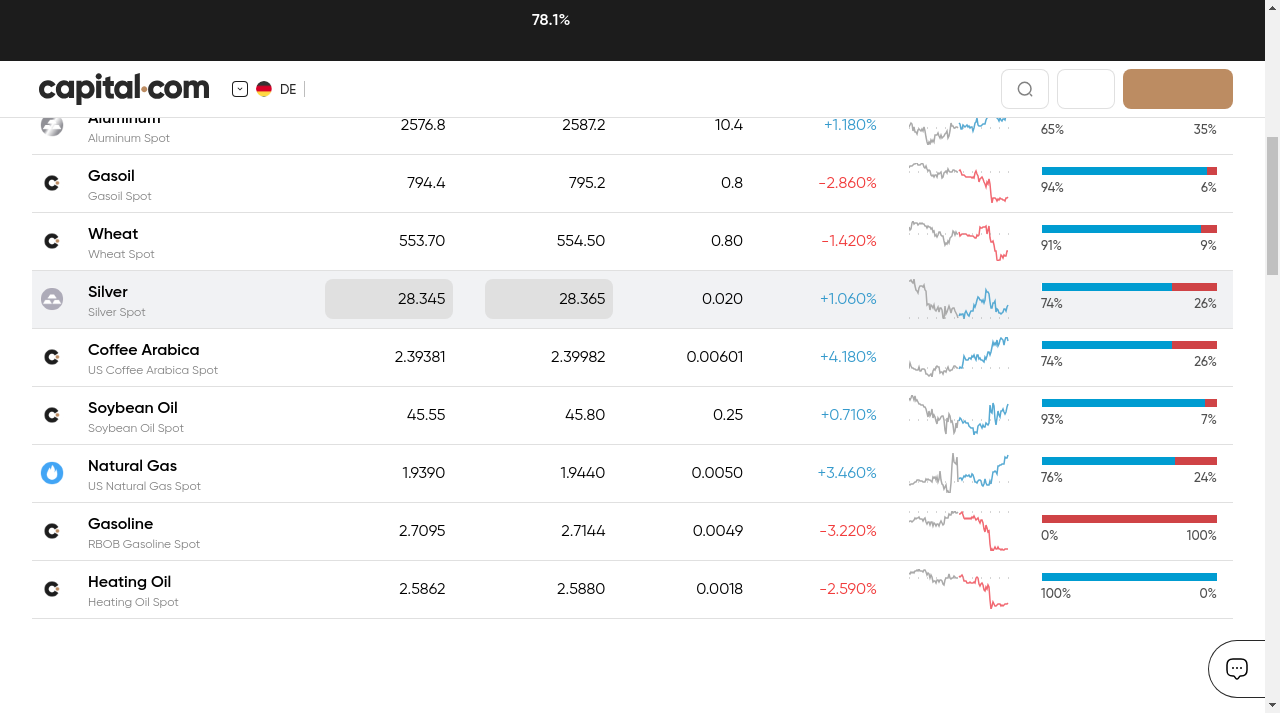 78.1%
capital.com
DE
Aluminum
Aluminum Spot
2576.8
2587.2
10.4
+1.180%
65%
35%
Gasoil
Gasoil Spot
794.4
795.2
0.8
-2.860%
94%
6%
Wheat
Wheat Spot
553.70
554.50
0.80
-1.420%
91%
9%
Silver
Silver Spot
28.345
28.365
0.020
+1.060%
74%
26%
Coffee Arabica
US Coffee Arabica Spot
2.39381
2.39982
0.00601
+4.180%
74%
26%
Soybean Oil
Soybean Oil Spot
45.55
45.80
0.25
+0.710%
93%
7%
Natural Gas
US Natural Gas Spot
1.9390
1.9440
0.0050
+3.460%
76%
24%
Gasoline
RBOB Gasoline Spot
2.7095
2.7144
0.0049
-3.220%
0%
100%
Heating Oil
Heating Oil Spot
2.5862
2.5880
0.0018
-2.590%
100%
0%